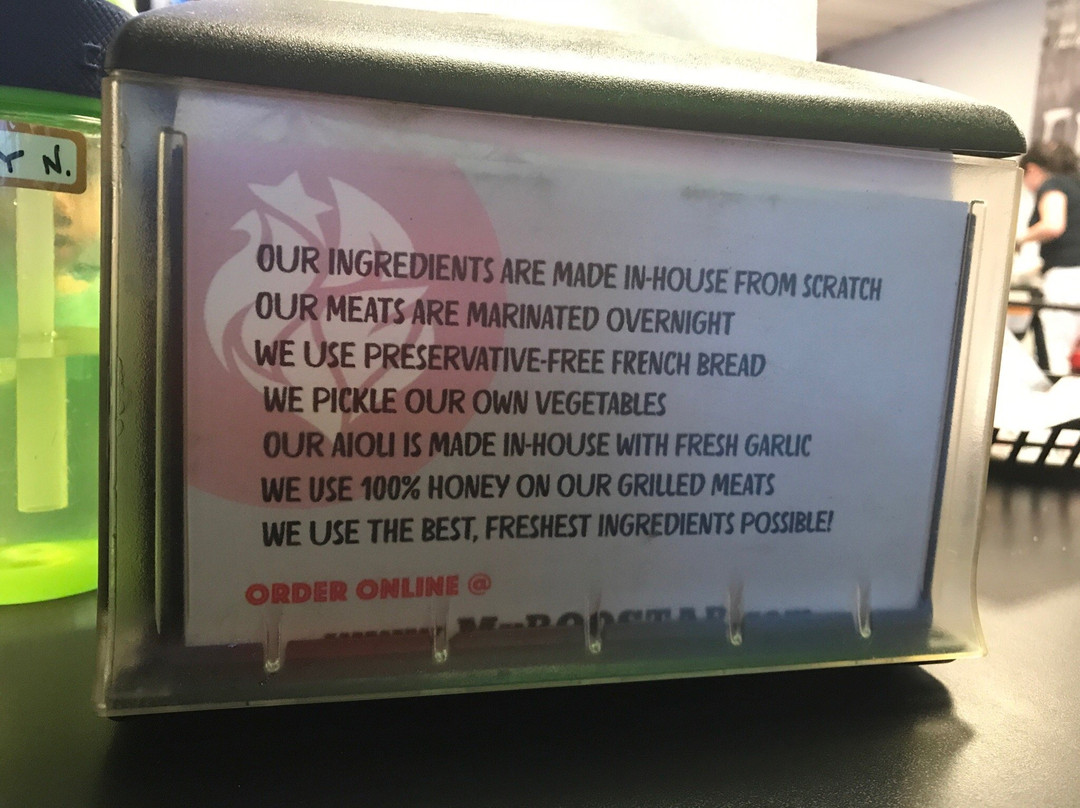 Y N.
OUR INGREDIENTS ARE MADE IN-HOUSE FROM SCRATCH
OUR MEATS ARE MARINATED OVERNIGHT
WE USE PRESERVATIVE-FREE FRENCH BREAD
WE PICKLE OUR OWN VEGETABLES
OUR AIOLI IS MADE IN-HOUSE WITH FRESH GARLIC
WE USE 100% HONEY ON OUR GRILLED MEATS
WE USE THE BEST, FRESHEST INGREDIENTS POSSIBLE!
ORDER ONLINE @